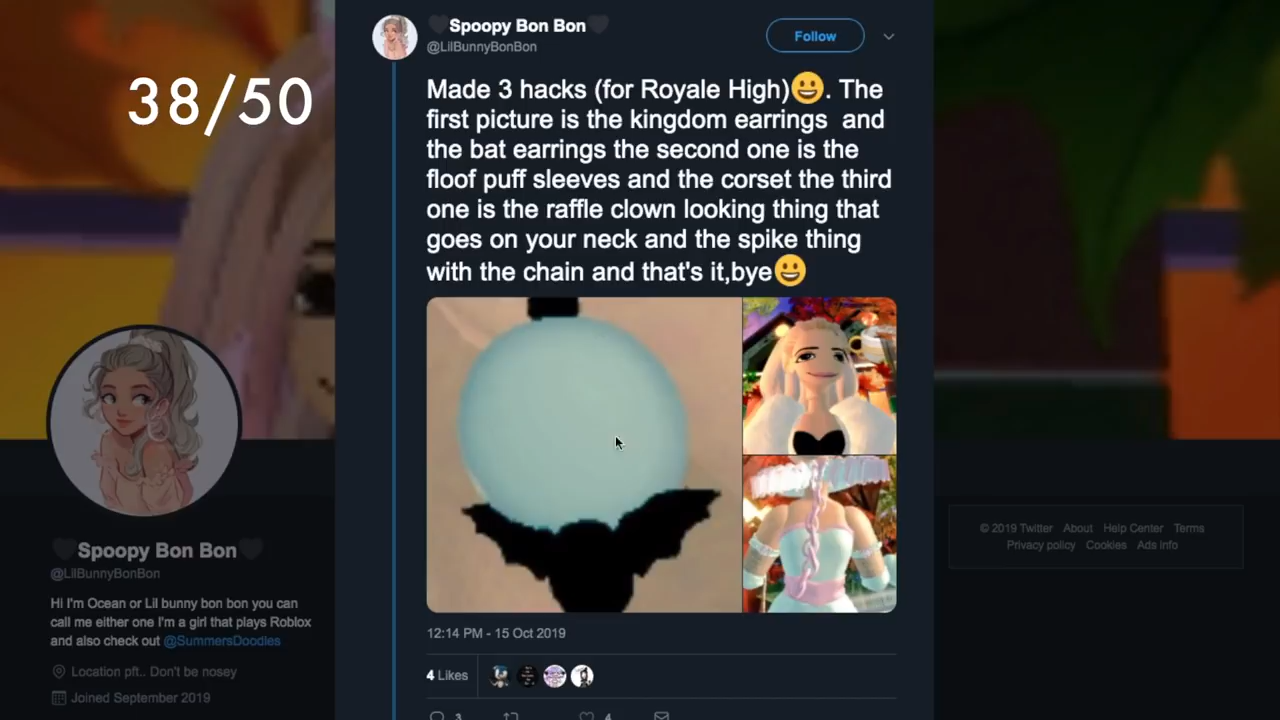 38/50
🖤Spoopy Bon Bon🖤
@LilBunnyBonBon
Follow
Made 3 hacks (for Royale High)😀. The
first picture is the kingdom earrings and
the bat earrings the second one is the
floof puff sleeves and the corset the third
one is the raffle clown looking thing that
goes on your neck and the spike thing
with the chain and that's it,bye😀
12:14 PM - 15 Oct 2019
4 Likes
3 4
🖤Spoopy Bon Bon🖤
@LilBunnyBonBon
Hi I'm Ocean or Lil bunny bon bon you can
call me either one I'm a girl that plays Roblox
and also check out @SummersDoodles
Location pft.. Don't be nosey
Joined September 2019
© 2019 Twitter About Help Center Terms
Privacy policy Cookies Ads info